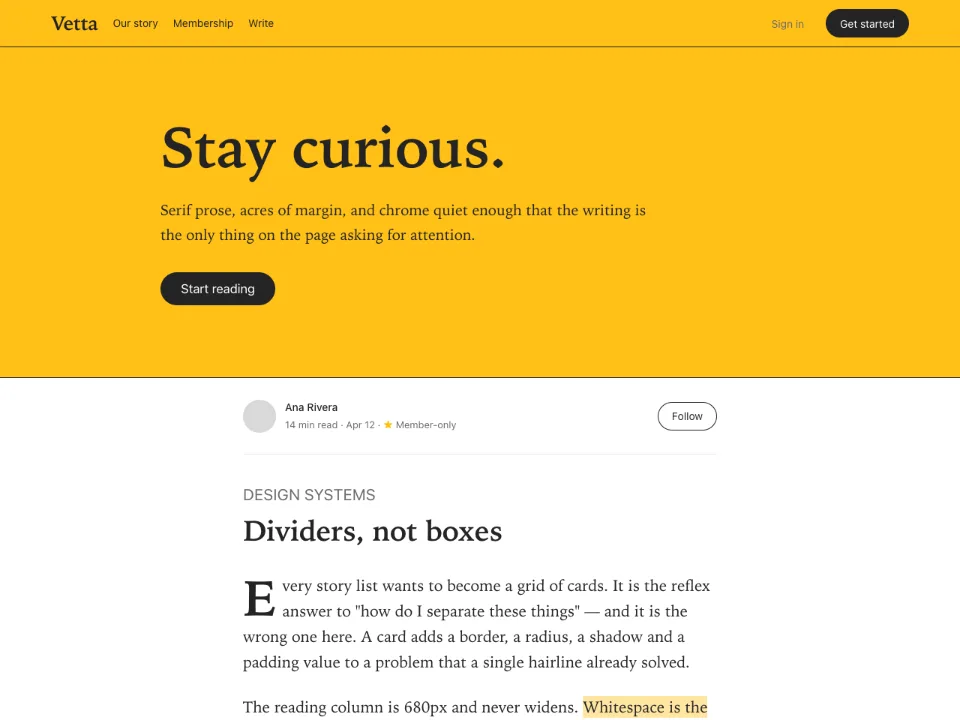 Vetta Our story Membership Write Sign in Get started
Stay curious.
Serif prose, acres of margin, and chrome quiet enough that the writing is
the only thing on the page asking for attention.
Start reading
Ana Rivera
14 min read · Apr 12 · ★ Member-only
Follow
DESIGN SYSTEMS
Dividers, not boxes
Every story list wants to become a grid of cards. It is the reflex
answer to "how do I separate these things" — and it is the
wrong one here. A card adds a border, a radius, a shadow and a
padding value to a problem that a single hairline already solved.
The reading column is 680px and never widens. Whitespace is the